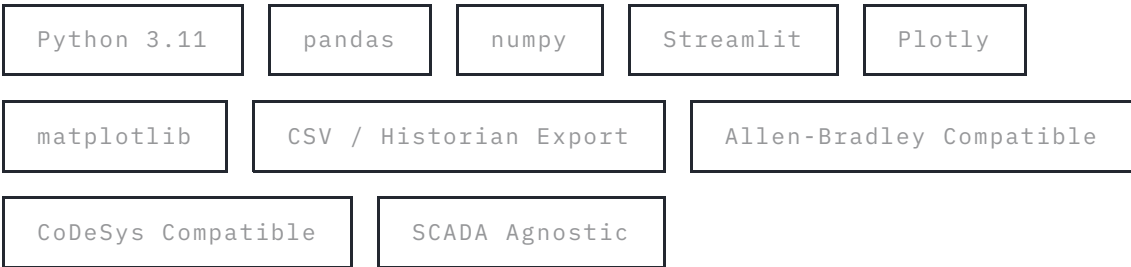 Python 3.11 pandas numpy Streamlit Plotly
matplotlib CSV / Historian Export Allen-Bradley Compatible
CoDeSys Compatible SCADA Agnostic